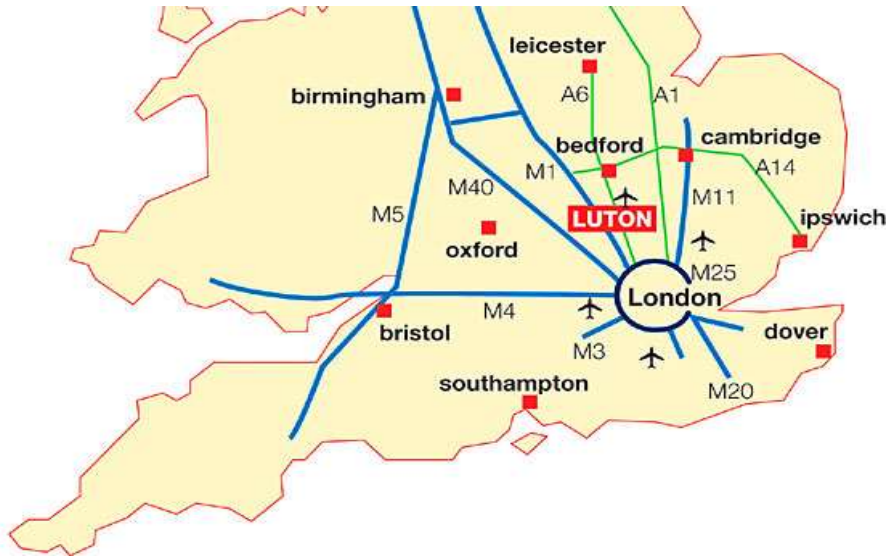 leicester
birmingham
A6
A1
bedford
cambridge
M1
A14
M40
M11
M5
LUTON
ipswich
oxford
M25
London
M4
bristol
M3
dover
southampton
M20